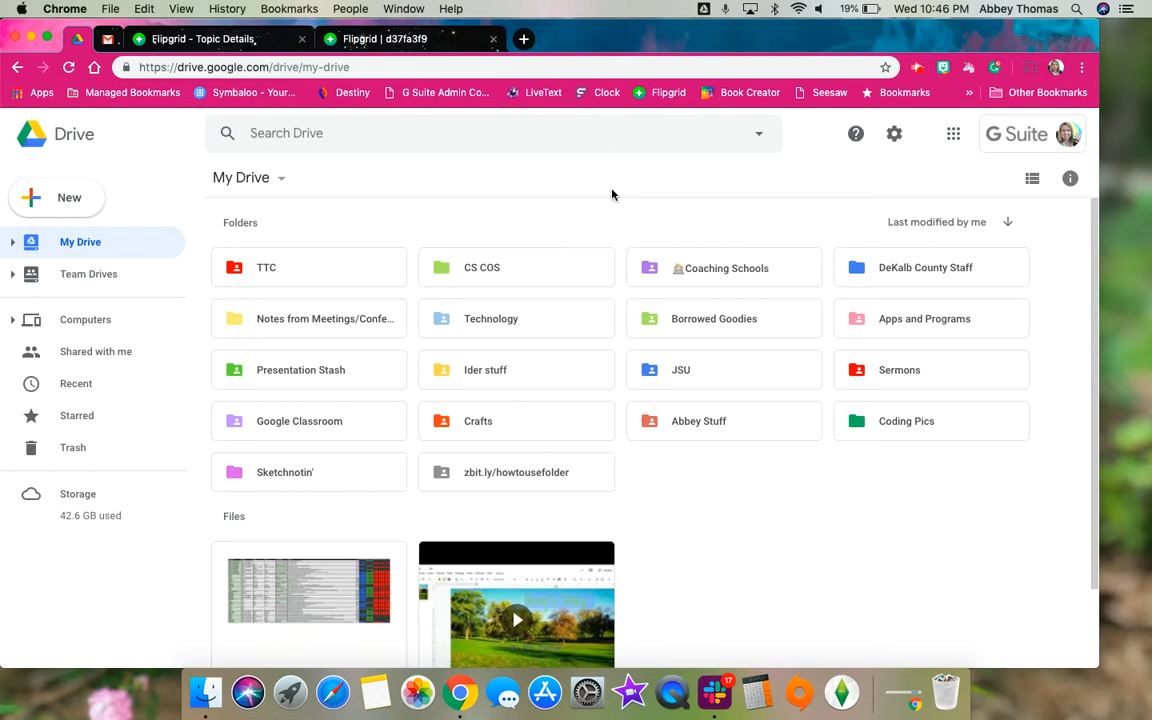 Chrome File Edit View History Bookmarks People Window Help 19% Wed 10:46 PM Abbey Thomas
Flipgrid - Topic Details Flipgrid | d37fa3f9
https://drive.google.com/drive/my-drive
Apps Managed Bookmarks Symbaloo - Your... Destiny G Suite Admin Co... LiveText Clock Flipgrid Book Creator Seesaw Bookmarks » Other Bookmarks
Drive Search Drive G Suite
My Drive
New
Folders Last modified by me
My Drive
Team Drives
Computers
Shared with me
Recent
Starred
Trash
Storage
42.6 GB used
TTC CS COS Coaching Schools DeKalb County Staff
Notes from Meetings/Confe... Technology Borrowed Goodies Apps and Programs
Presentation Stash Ider stuff JSU Sermons
Google Classroom Crafts Abbey Stuff Coding Pics
Sketchnotin' zbit.ly/howtousefolder
Files
17